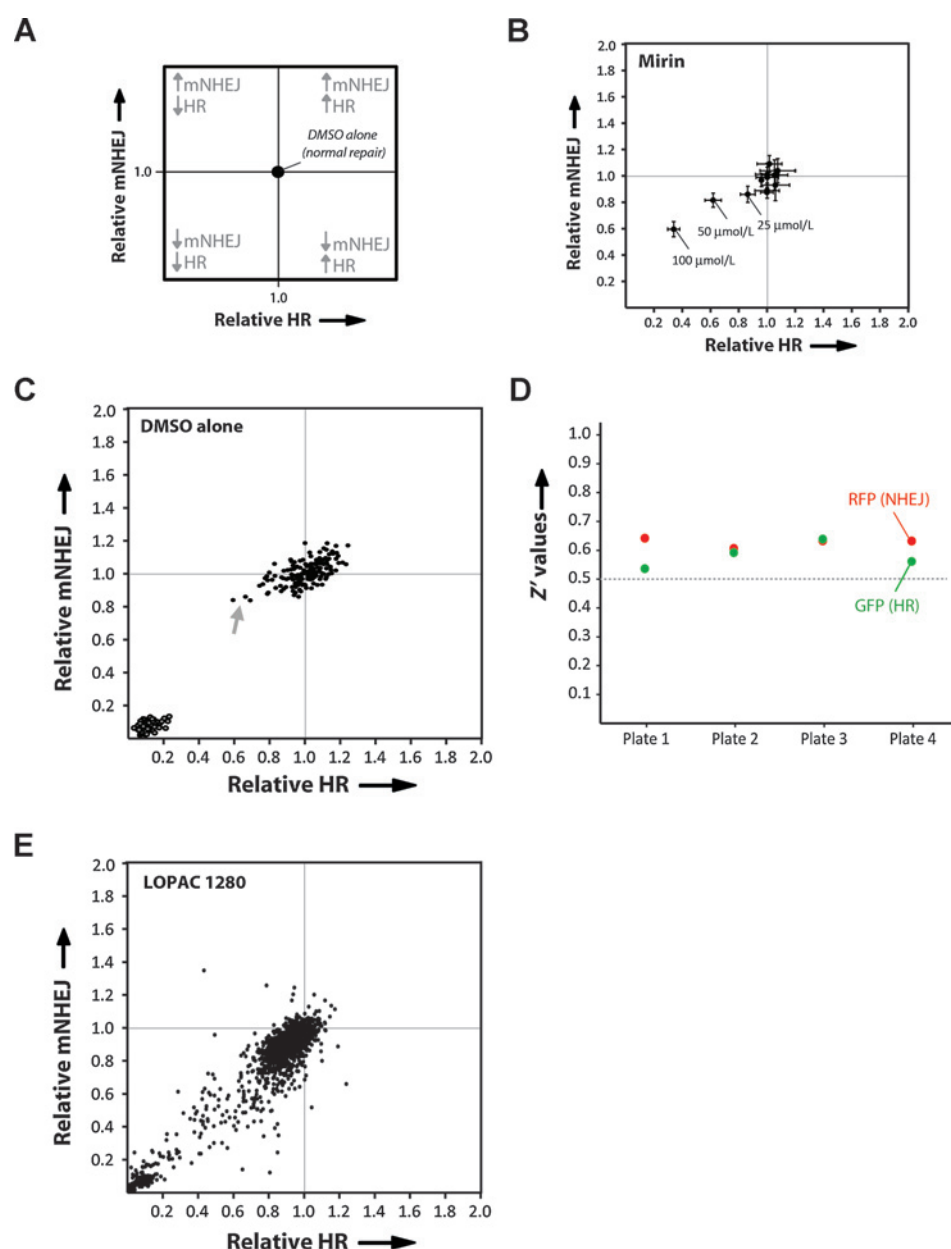 A
↑mNHEJ
↓HR
↑mNHEJ
↑HR
DMSO alone
(normal repair)
1.0
↓mNHEJ
↓HR
↓mNHEJ
↑HR
1.0
Relative mNHEJ
Relative HR
B
Mirin
2.0
1.8
1.6
1.4
1.2
1.0
0.8
0.6
0.4
0.2
50 µmol/L
25 µmol/L
100 µmol/L
0.2 0.4 0.6 0.8 1.0 1.2 1.4 1.6 1.8 2.0
Relative mNHEJ
Relative HR
C
DMSO alone
2.0
1.8
1.6
1.4
1.2
1.0
0.8
0.6
0.4
0.2
0.2 0.4 0.6 0.8 1.0 1.2 1.4 1.6 1.8 2.0
Relative mNHEJ
Relative HR
D
1.0
0.9
0.8
0.7
0.6
0.5
0.4
0.3
0.2
0.1
Z′ values
RFP (NHEJ)
GFP (HR)
Plate 1 Plate 2 Plate 3 Plate 4
E
LOPAC 1280
2.0
1.8
1.6
1.4
1.2
1.0
0.8
0.6
0.4
0.2
0.2 0.4 0.6 0.8 1.0 1.2 1.4 1.6 1.8 2.0
Relative mNHEJ
Relative HR